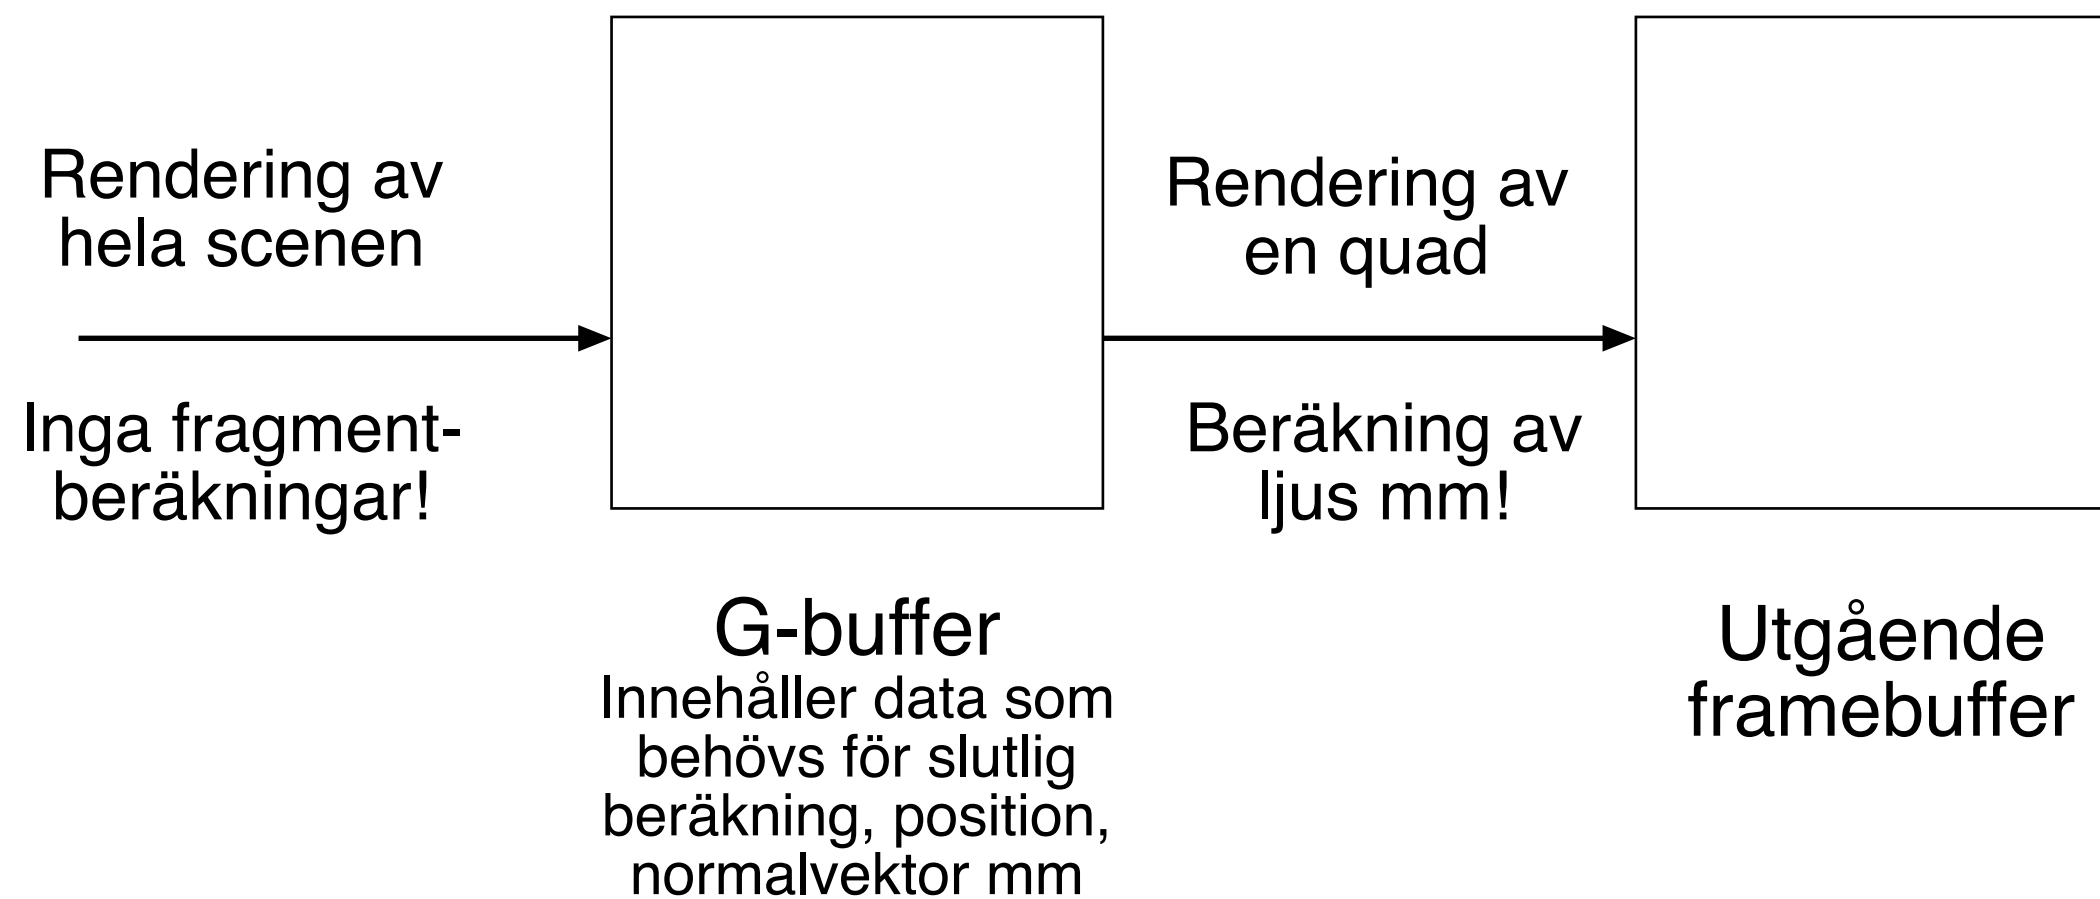 Rendering av
hela scenen
Inga fragment-
beräkningar!
G-buffer
Innehåller data som
behövs för slutlig
beräkning, position,
normalvektor mm
Rendering av
en quad
Beräkning av
ljus mm!
Utgående
framebuffer